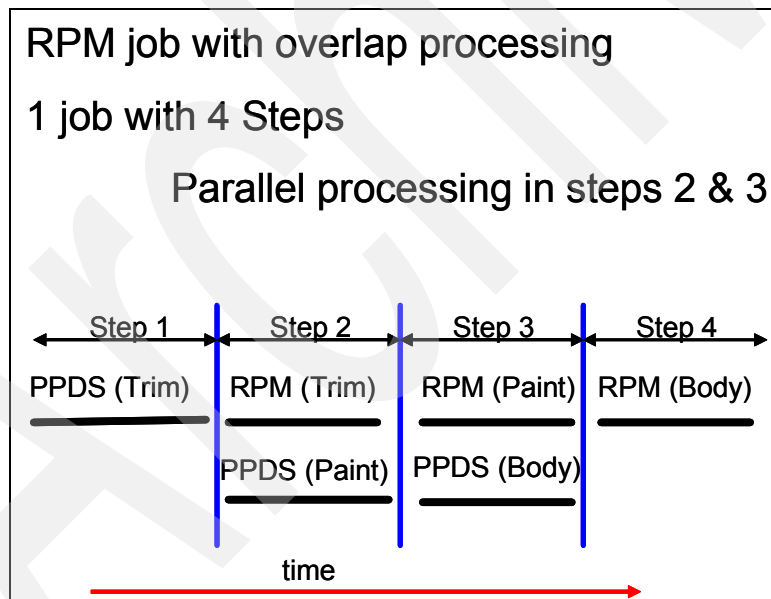 RPM job with overlap processing
1 job with 4 Steps
Parallel processing in steps 2 & 3
Step 1 Step 2 Step 3 Step 4
PPDS (Trim) RPM (Trim) RPM (Paint) RPM (Body)
PPDS (Paint) PPDS (Body)
time